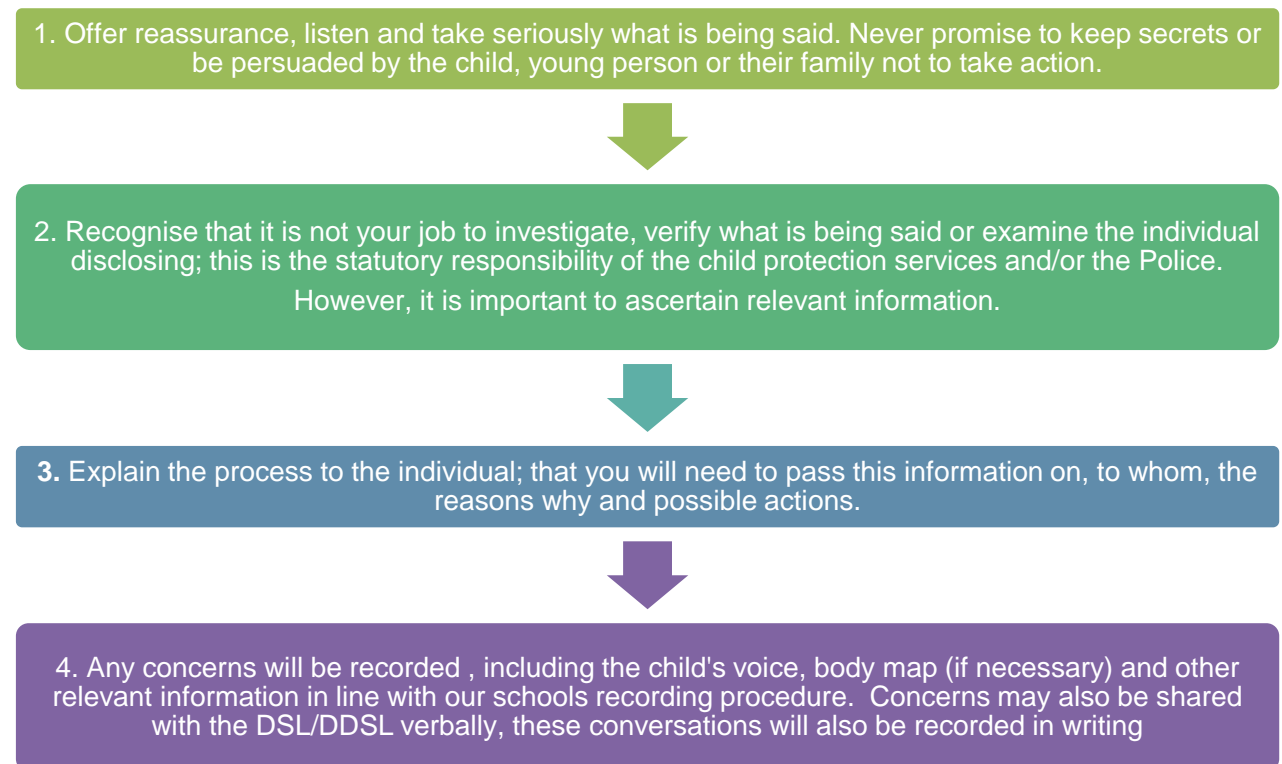 1. Offer reassurance, listen and take seriously what is being said. Never promise to keep secrets or
be persuaded by the child, young person or their family not to take action.
2. Recognise that it is not your job to investigate, verify what is being said or examine the individual
disclosing; this is the statutory responsibility of the child protection services and/or the Police.
However, it is important to ascertain relevant information.
3. Explain the process to the individual; that you will need to pass this information on, to whom, the
reasons why and possible actions.
4. Any concerns will be recorded , including the child's voice, body map (if necessary) and other
relevant information in line with our schools recording procedure.  Concerns may also be shared
with the DSL/DDSL verbally, these conversations will also be recorded in writing